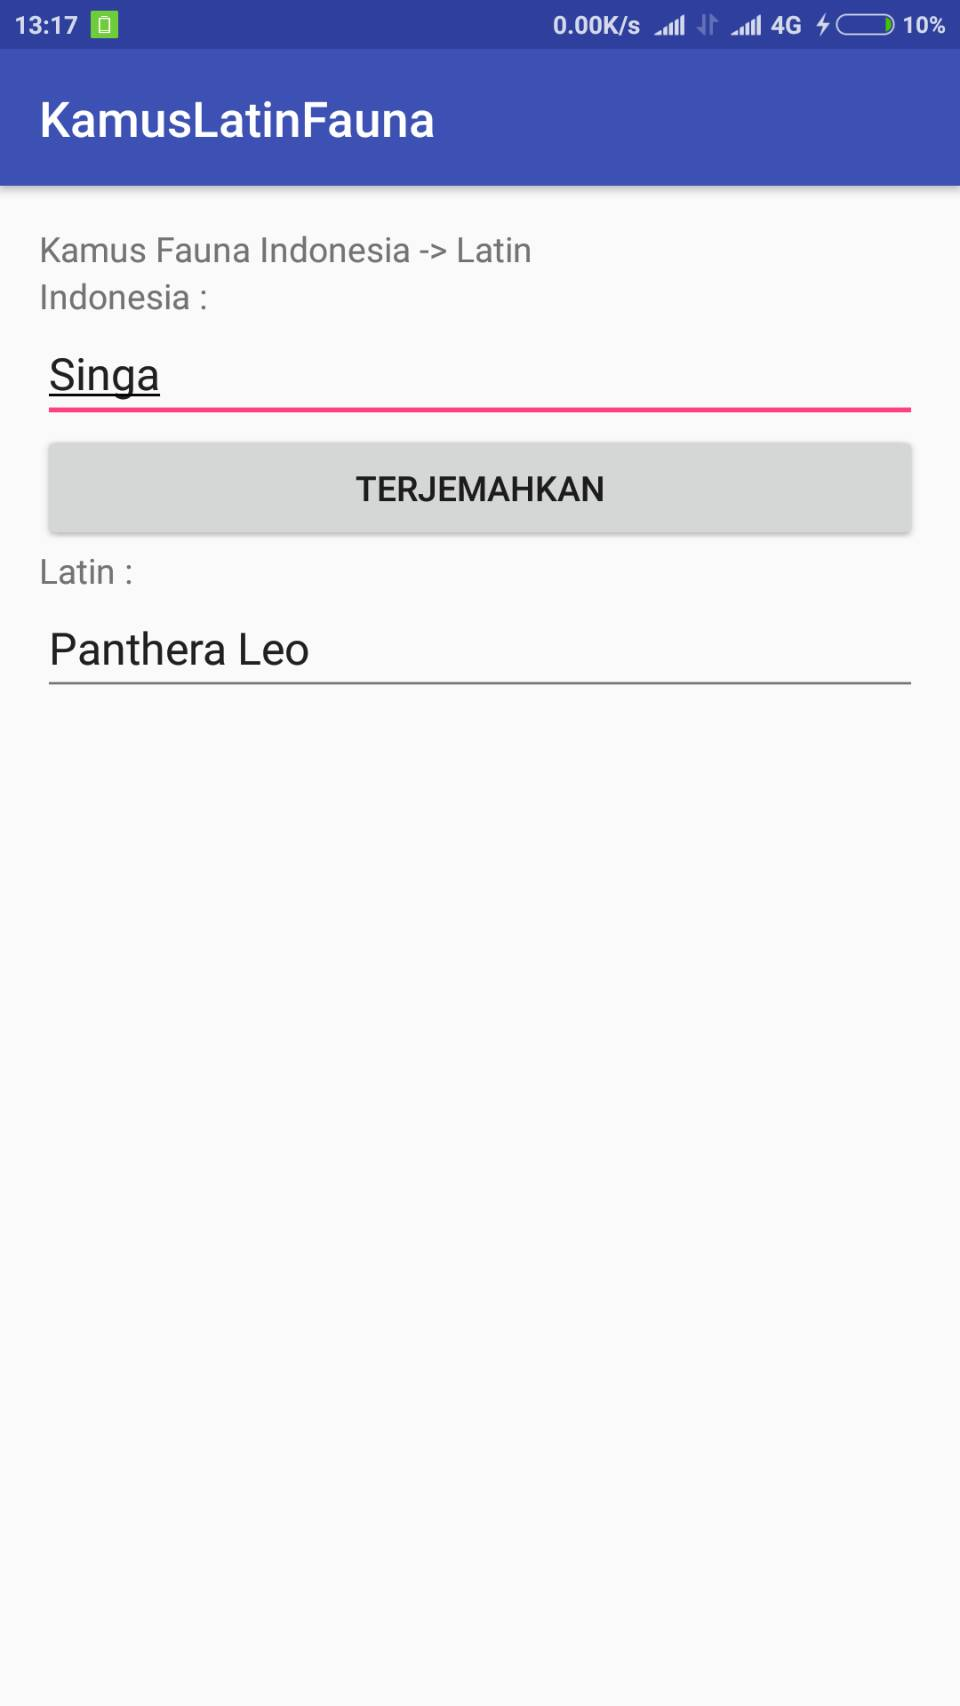 13:17 0.00K/s 4G 10%
KamusLatinFauna
Kamus Fauna Indonesia -> Latin
Indonesia :
Singa
TERJEMAHKAN
Latin :
Panthera Leo